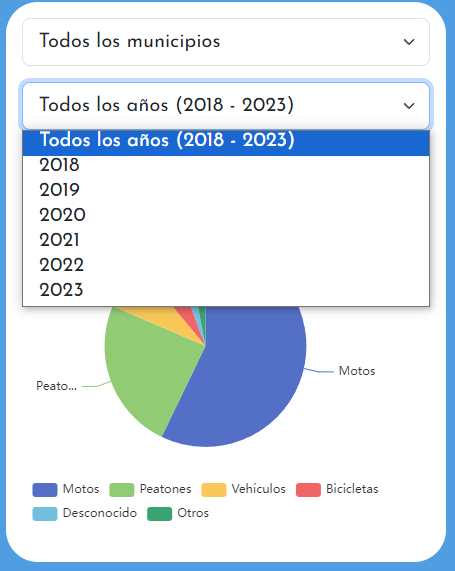 Todos los municipios
Todos los años (2018 - 2023)
Todos los años (2018 - 2023)
2018
2019
2020
2021
2022
2023
Motos
Peato...
Motos Peatones Vehículos Bicicletas
Desconocido Otros